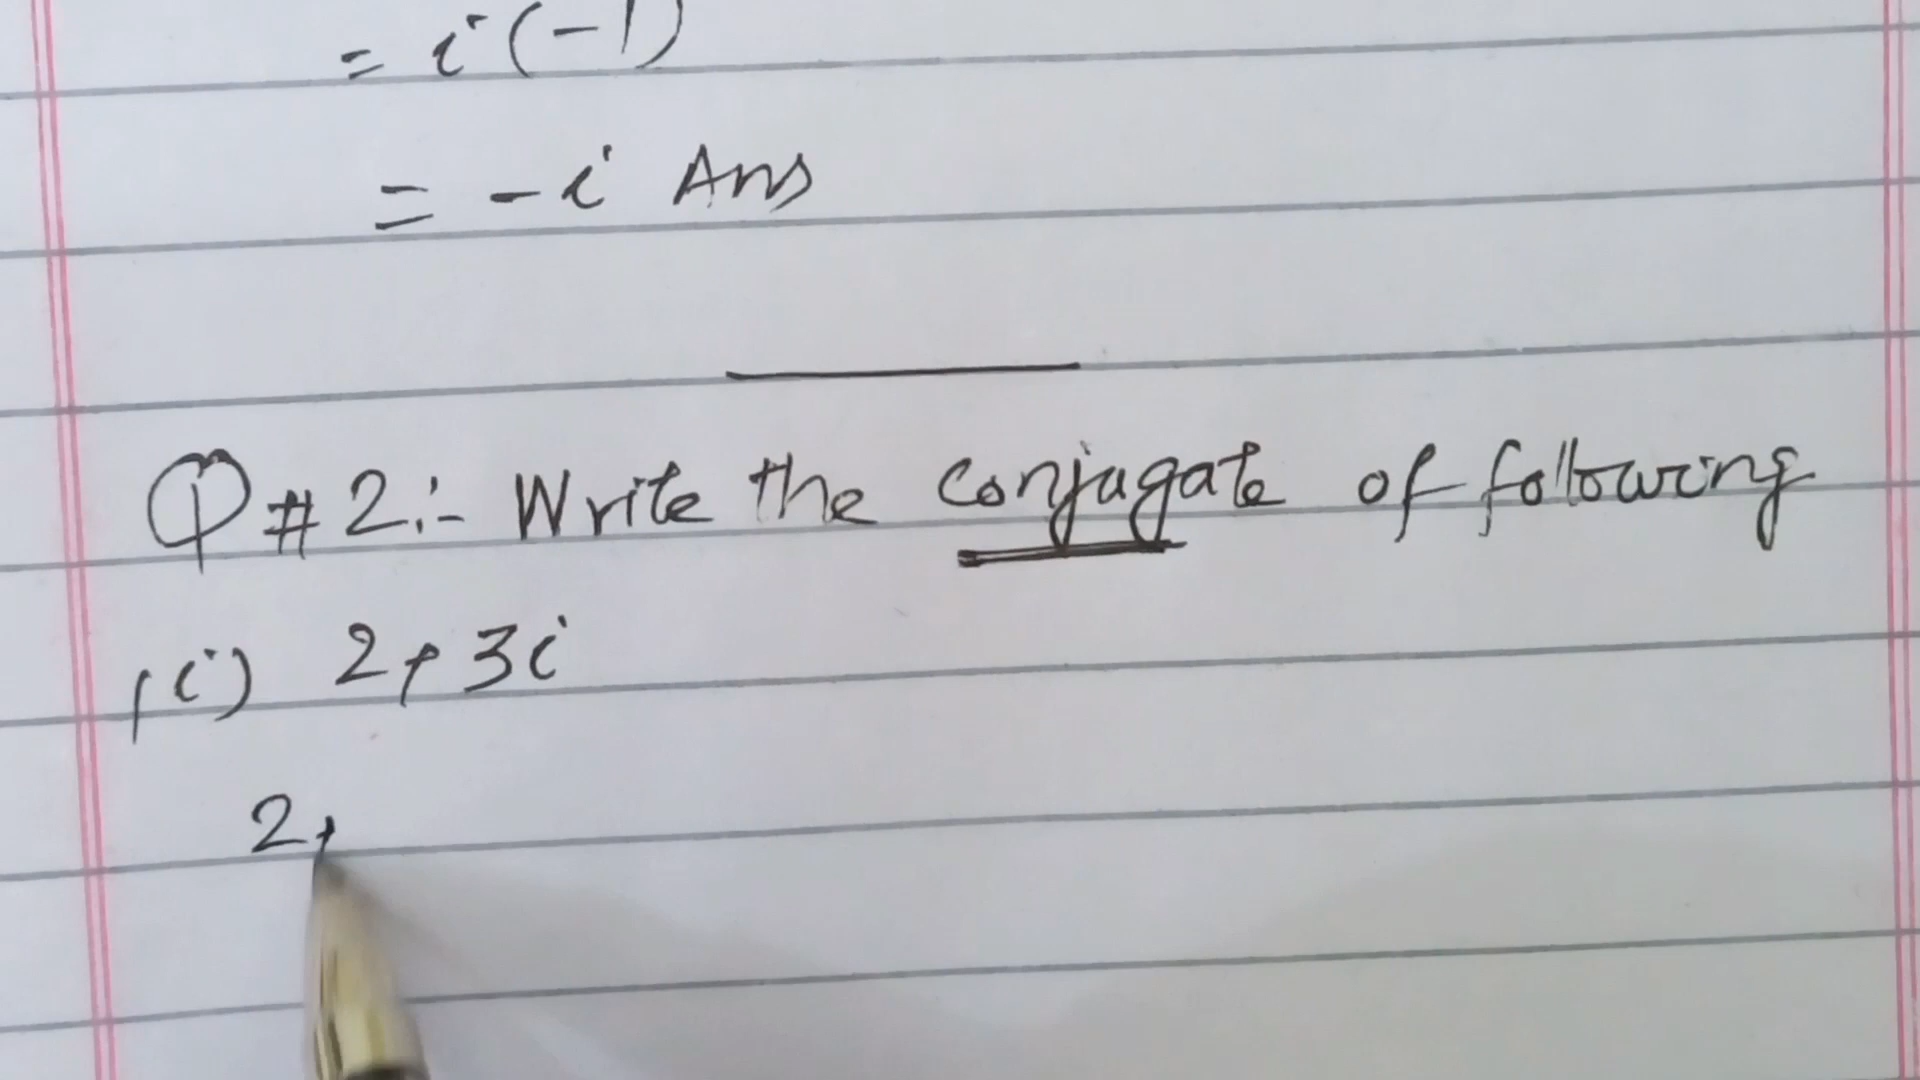 = i(-1)
= -i Ans
Q # 2:- Write the conjugate of following
(i) 2+3i
2+